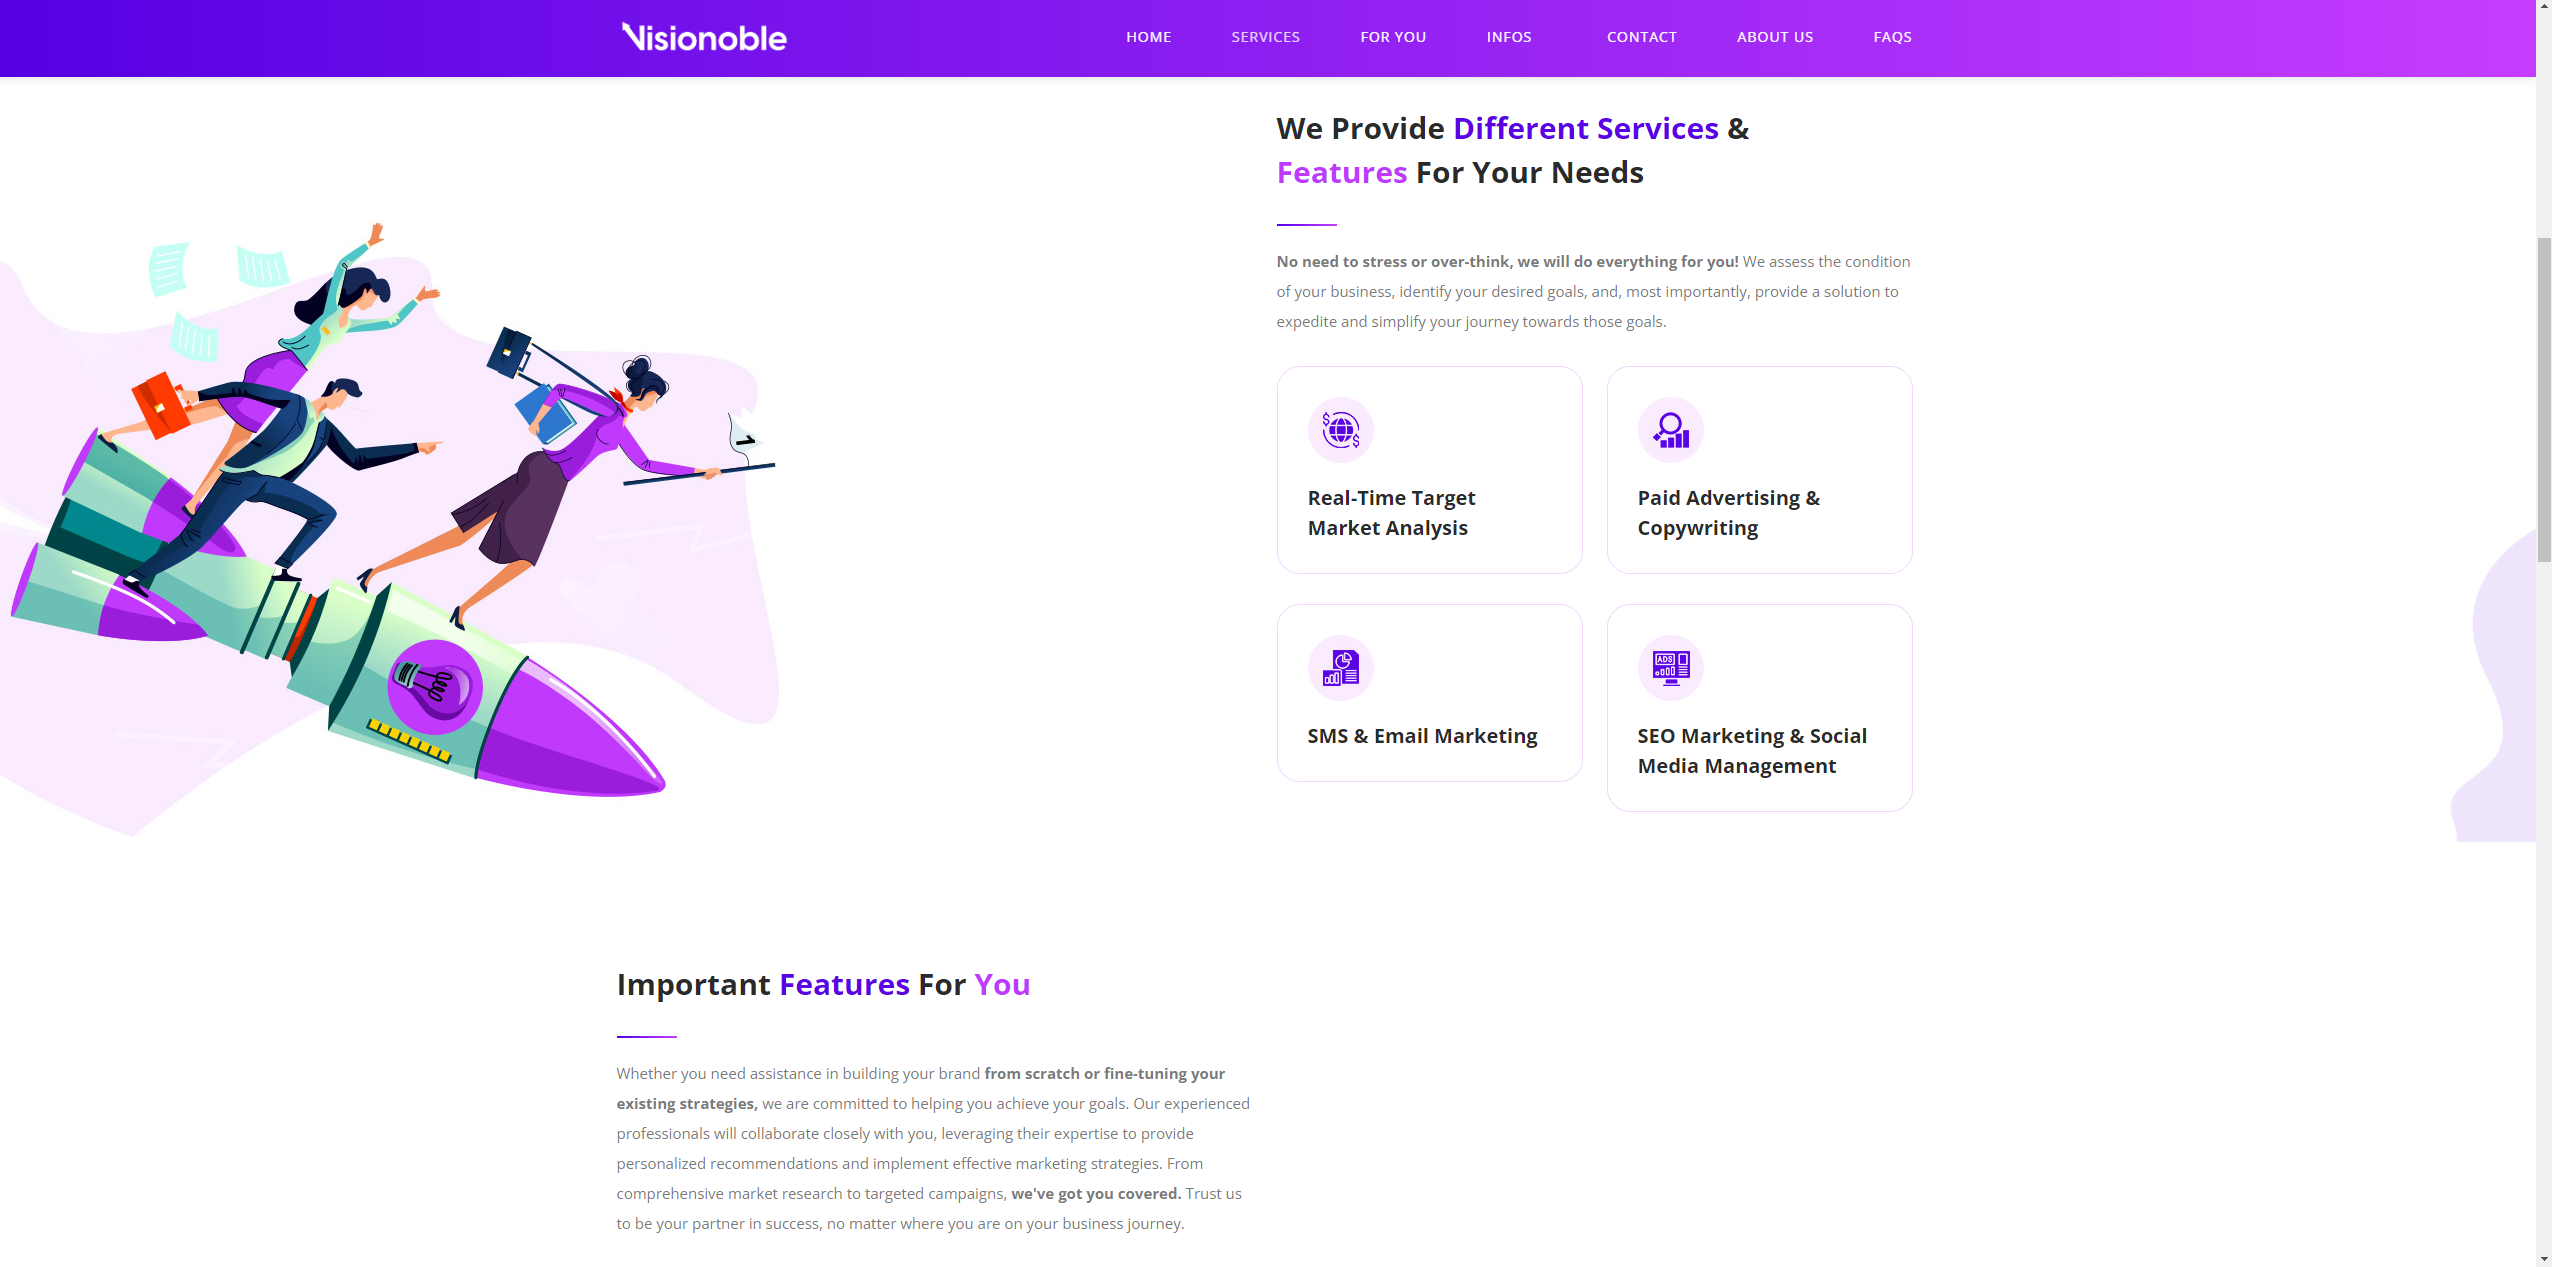 Visionoble
HOME SERVICES FOR YOU INFOS CONTACT ABOUT US FAQS
We Provide Different Services &
Features For Your Needs
No need to stress or over-think, we will do everything for you! We assess the condition
of your business, identify your desired goals, and, most importantly, provide a solution to
expedite and simplify your journey towards those goals.
Real-Time Target
Market Analysis
Paid Advertising &
Copywriting
SMS & Email Marketing
ADS
SEO Marketing & Social
Media Management
1
Important Features For You
Whether you need assistance in building your brand from scratch or fine-tuning your
existing strategies, we are committed to helping you achieve your goals. Our experienced
professionals will collaborate closely with you, leveraging their expertise to provide
personalized recommendations and implement effective marketing strategies. From
comprehensive market research to targeted campaigns, we've got you covered. Trust us
to be your partner in success, no matter where you are on your business journey.